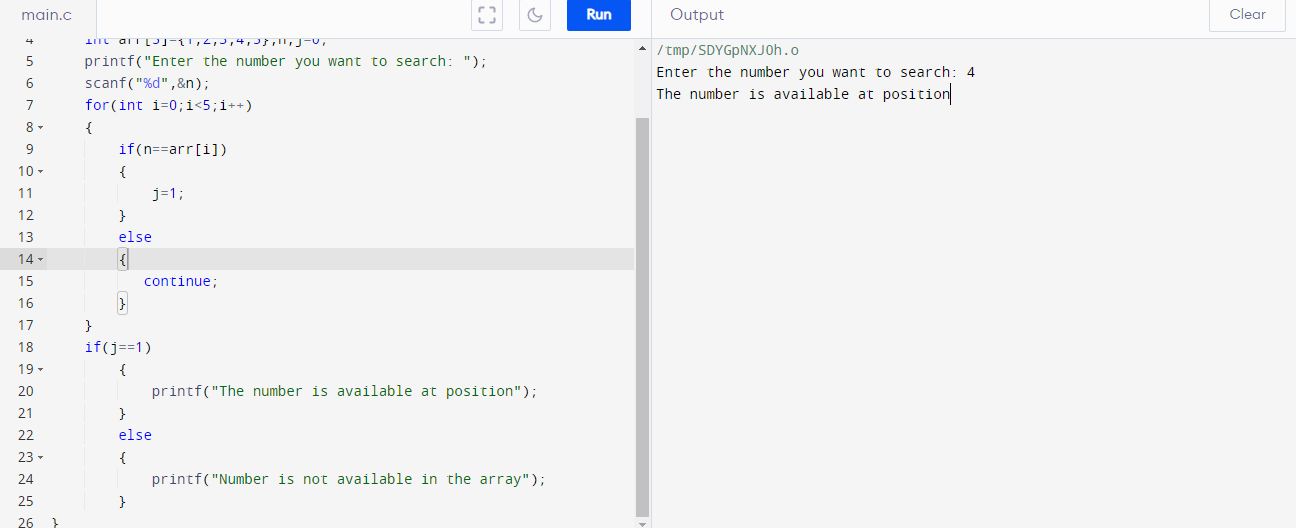 main.c
Run
Output
Clear
4 int arr[5]={1,2,3,4,5},n,j=0;
5 printf("Enter the number you want to search: ");
6 scanf("%d",&n);
7 for(int i=0;i<5;i++)
8 {
9 if(n==arr[i])
10 {
11 j=1;
12 }
13 else
14 {
15 continue;
16 }
17 }
18 if(j==1)
19 {
20 printf("The number is available at position");
21 }
22 else
23 {
24 printf("Number is not available in the array");
25 }
26 }
/tmp/SDYGpNXJ0h.o
Enter the number you want to search: 4
The number is available at position